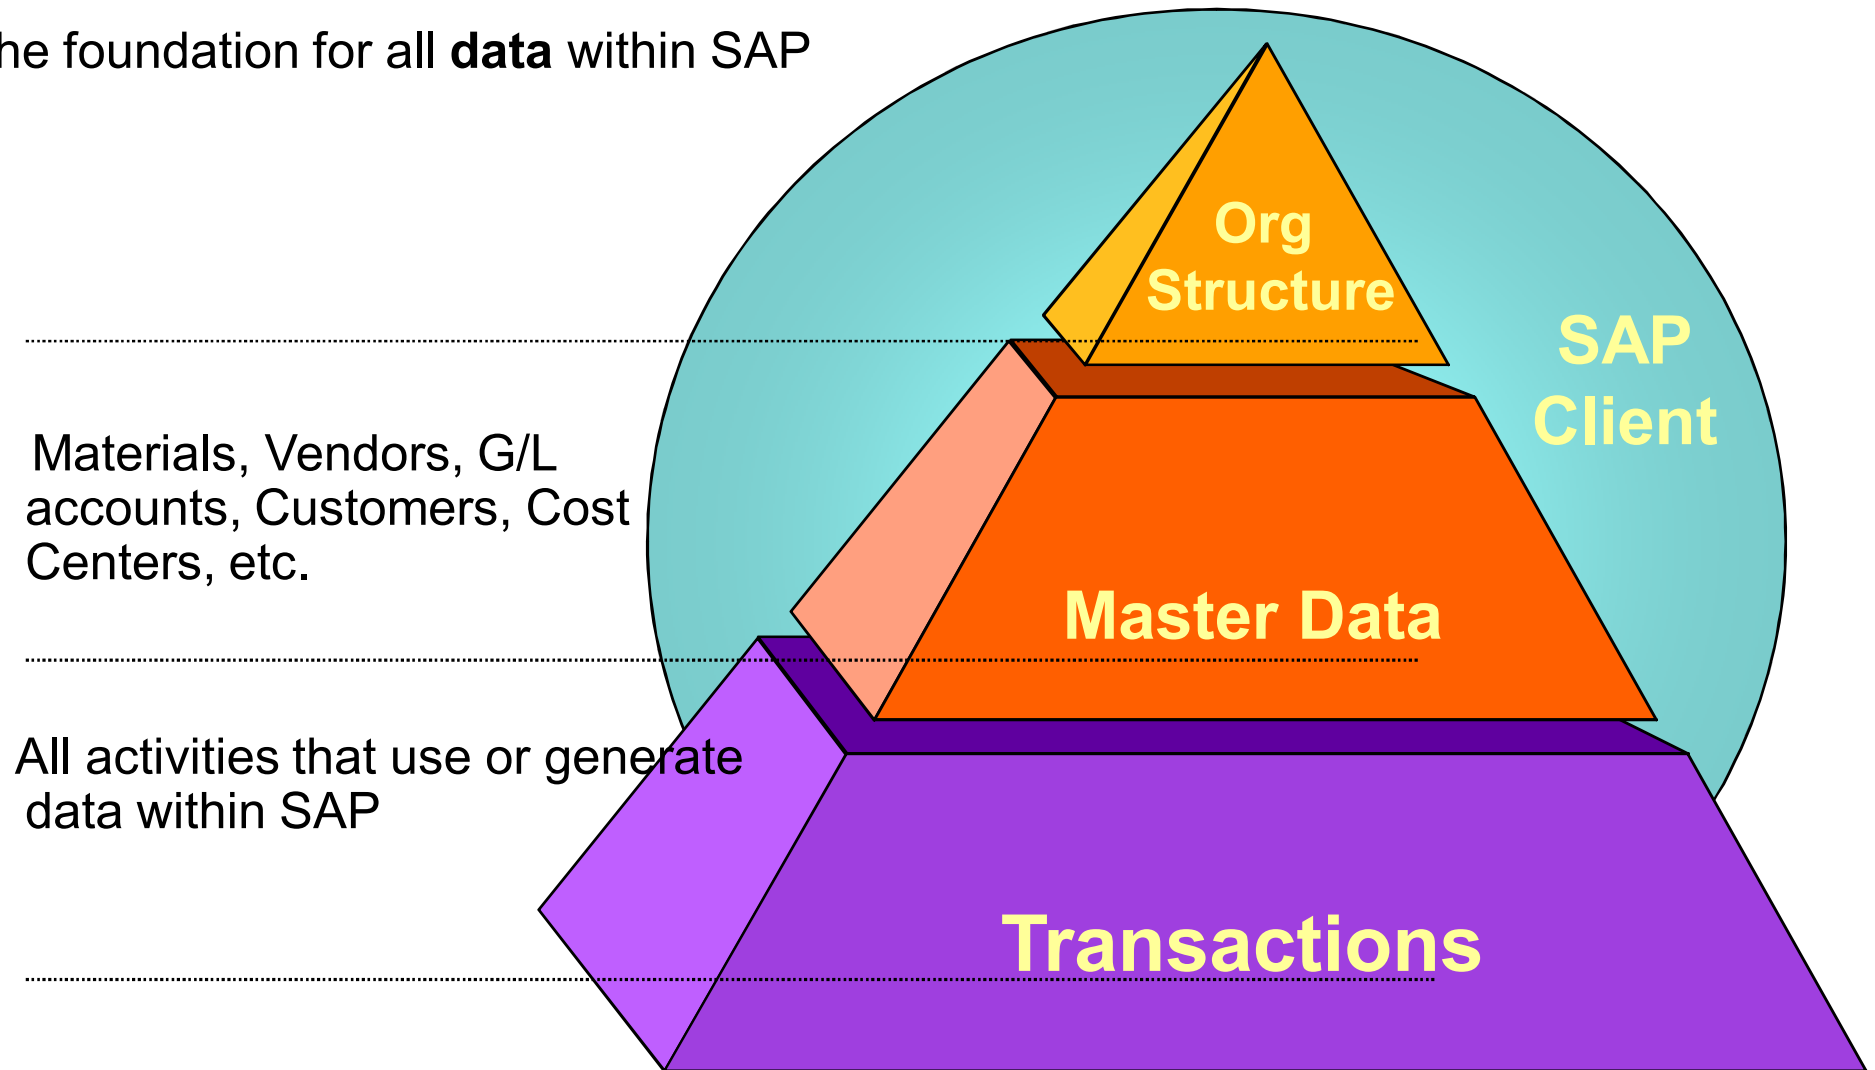 he foundation for all data within SAP
Org
Structure
SAP
Client
Materials, Vendors, G/L
accounts, Customers, Cost
Centers, etc.
Master Data
All activities that use or generate
data within SAP
Transactions